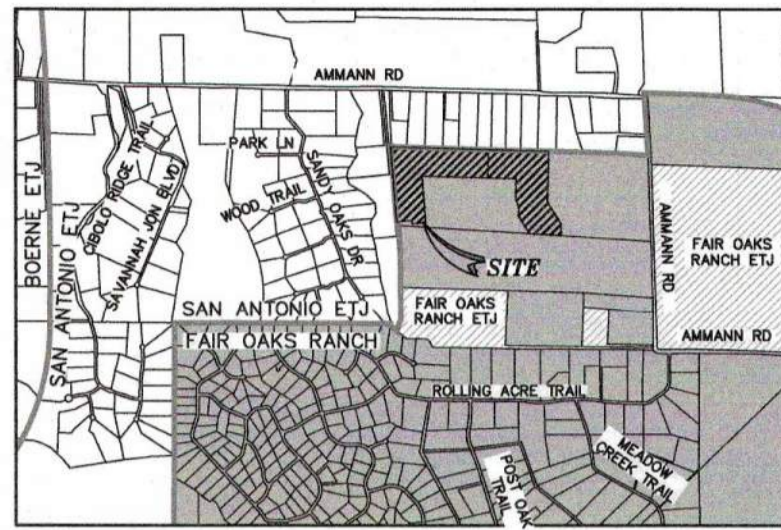 AMMANN RD
PARK LN
SANDY OAKS DR
WOOD TRAIL
CIBOLO RIDGE TRAIL
SAVANNAH JON BLVD
BOERNE ETJ
SAN ANTONIO ETJ
SITE
AMMANN RD
FAIR OAKS
RANCH ETJ
FAIR OAKS
RANCH ETJ
SAN ANTONIO ETJ
FAIR OAKS RANCH
AMMANN RD
ROLLING ACRE TRAIL
POST OAK
TRAIL
MEADOW
CREEK TRAIL